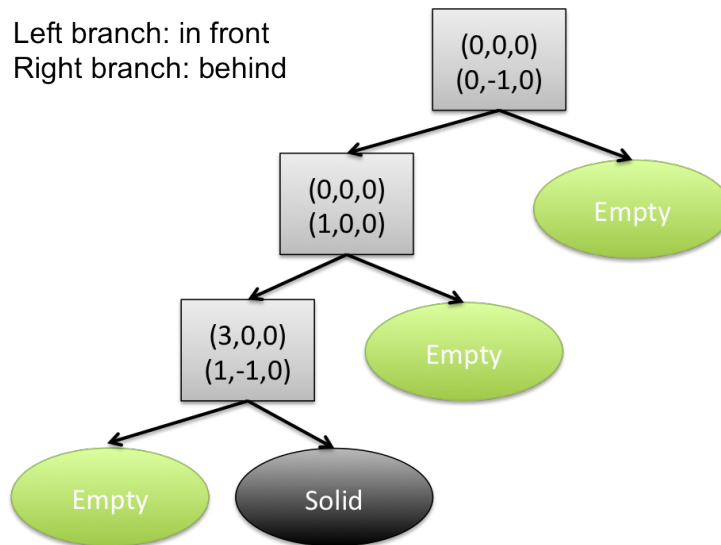 Left branch: in front
Right branch: behind
(0,0,0)
(0,-1,0)
(0,0,0)
(1,0,0)
Empty
(3,0,0)
(1,-1,0)
Empty
Empty
Solid